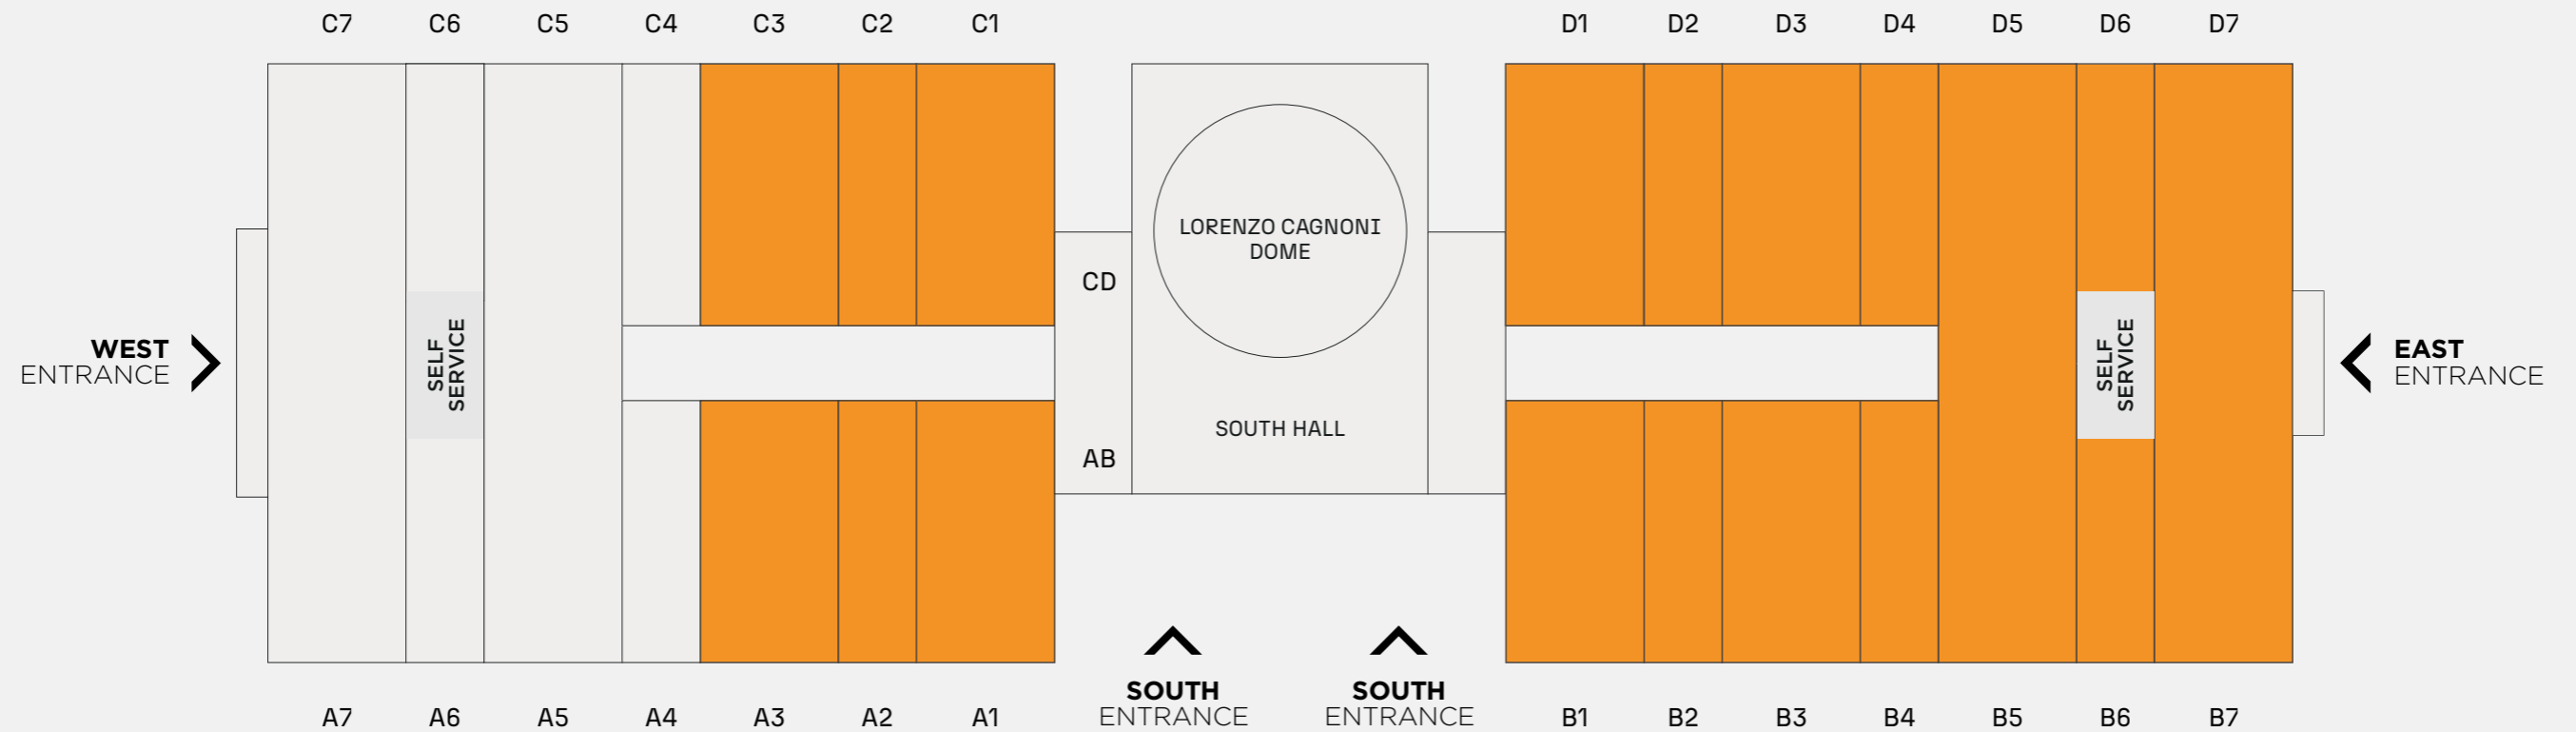 C7 C6 C5 C4 C3 C2 C1 D1 D2 D3 D4 D5 D6 D7
LORENZO CAGNONI
DOME
CD
WEST
ENTRANCE
SELF
SERVICE
SELF
SERVICE
EAST
ENTRANCE
SOUTH HALL
AB
SOUTH
ENTRANCE
SOUTH
ENTRANCE
A7 A6 A5 A4 A3 A2 A1 B1 B2 B3 B4 B5 B6 B7